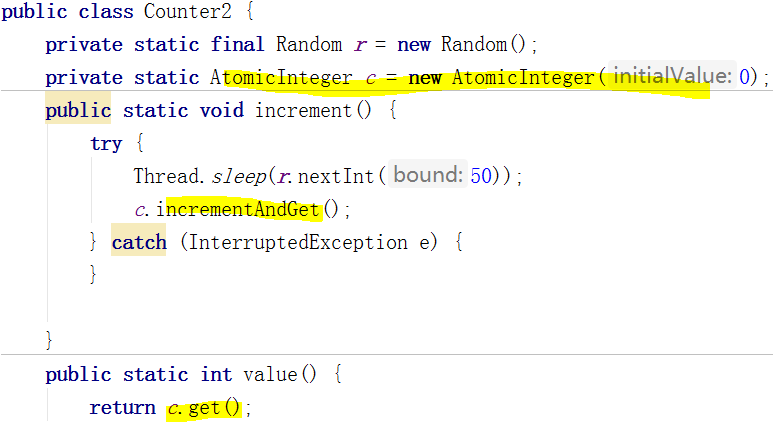 public class Counter2 {
    private static final Random r = new Random();
    private static AtomicInteger c = new AtomicInteger( initialValue: 0);
    public static void increment() {
        try {
            Thread.sleep(r.nextInt( bound: 50));
            c.incrementAndGet();
        } catch (InterruptedException e) {
        }
    }
    public static int value() {
        return c.get();